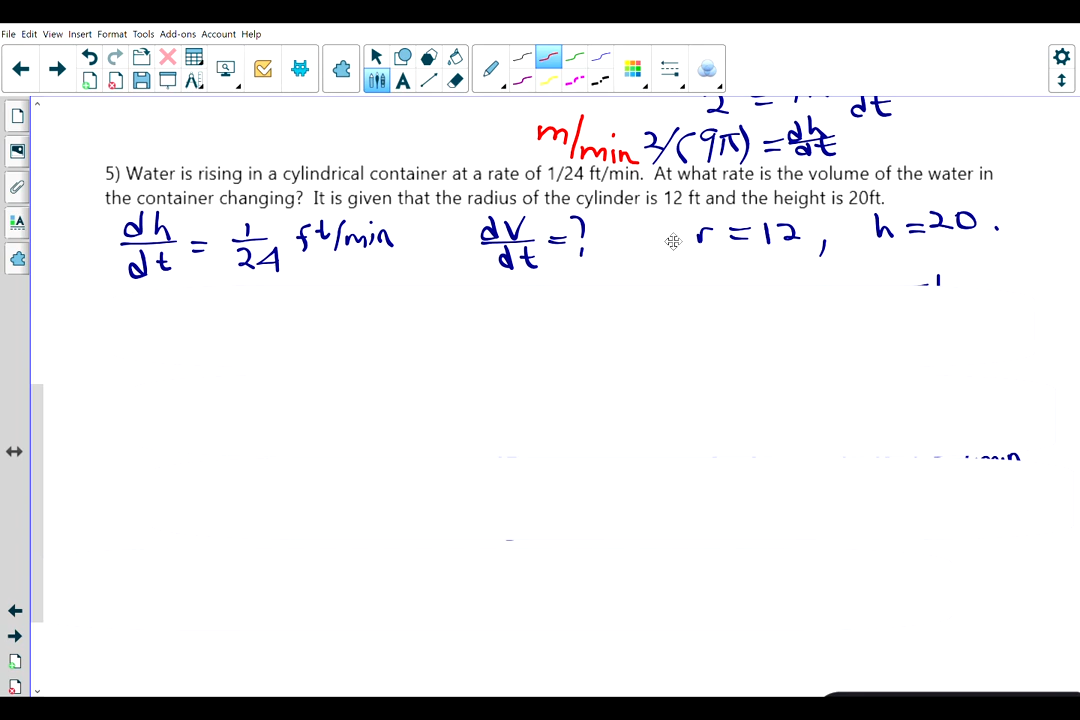 File Edit View Insert Format Tools Add-ons Account Help
2 = dt
m/min 2/(9π) = dh/dt
5) Water is rising in a cylindrical container at a rate of 1/24 ft/min. At what rate is the volume of the water in
the container changing? It is given that the radius of the cylinder is 12 ft and the height is 20ft.
dh/dt = 1/24 ft/min dV/dt = ? r = 12, h = 20.